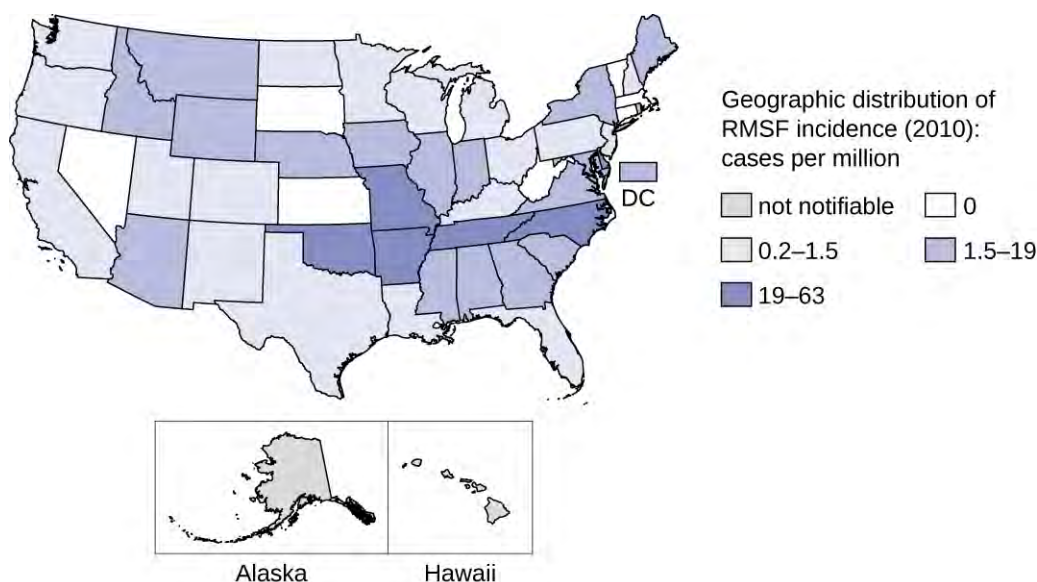 Geographic distribution of
RMSF incidence (2010):
cases per million
not notifiable
0
0.2–1.5
1.5–19
19–63
DC
Alaska
Hawaii